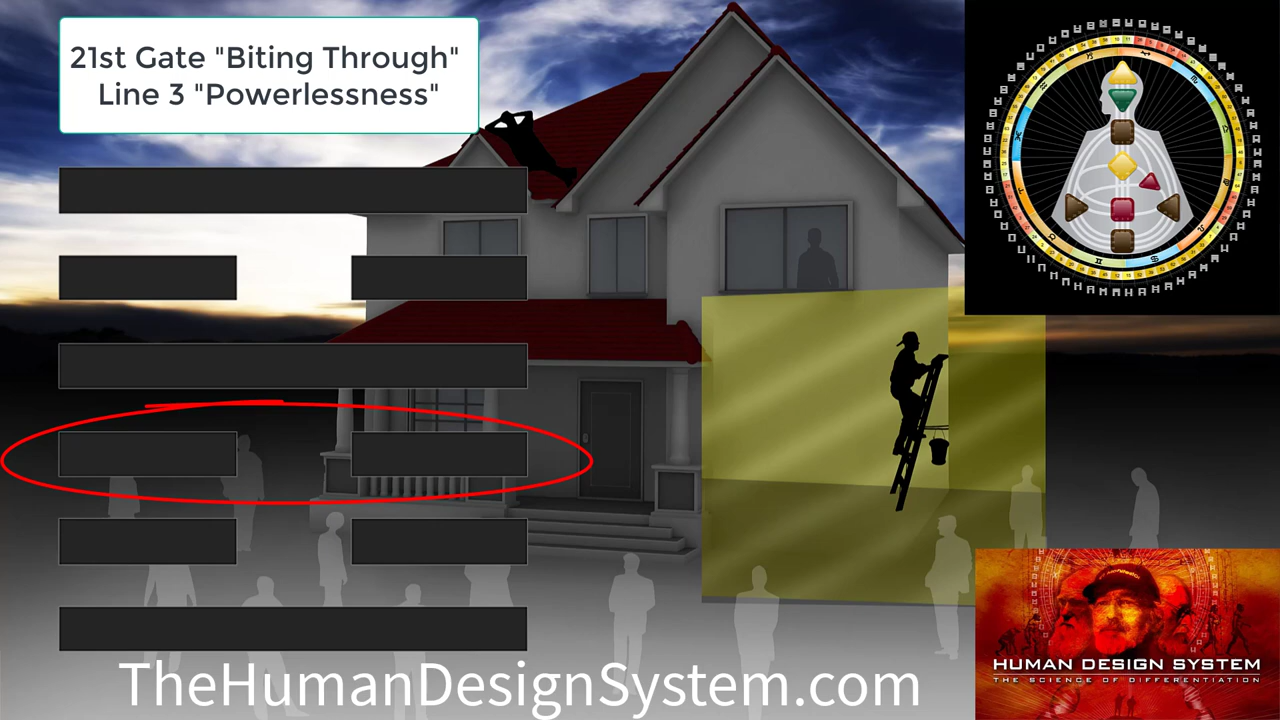 21st Gate "Biting Through"
Line 3 "Powerlessness"
HUMAN DESIGN SYSTEM
THE SCIENCE OF DIFFERENTIATION
TheHumanDesignSystem.com